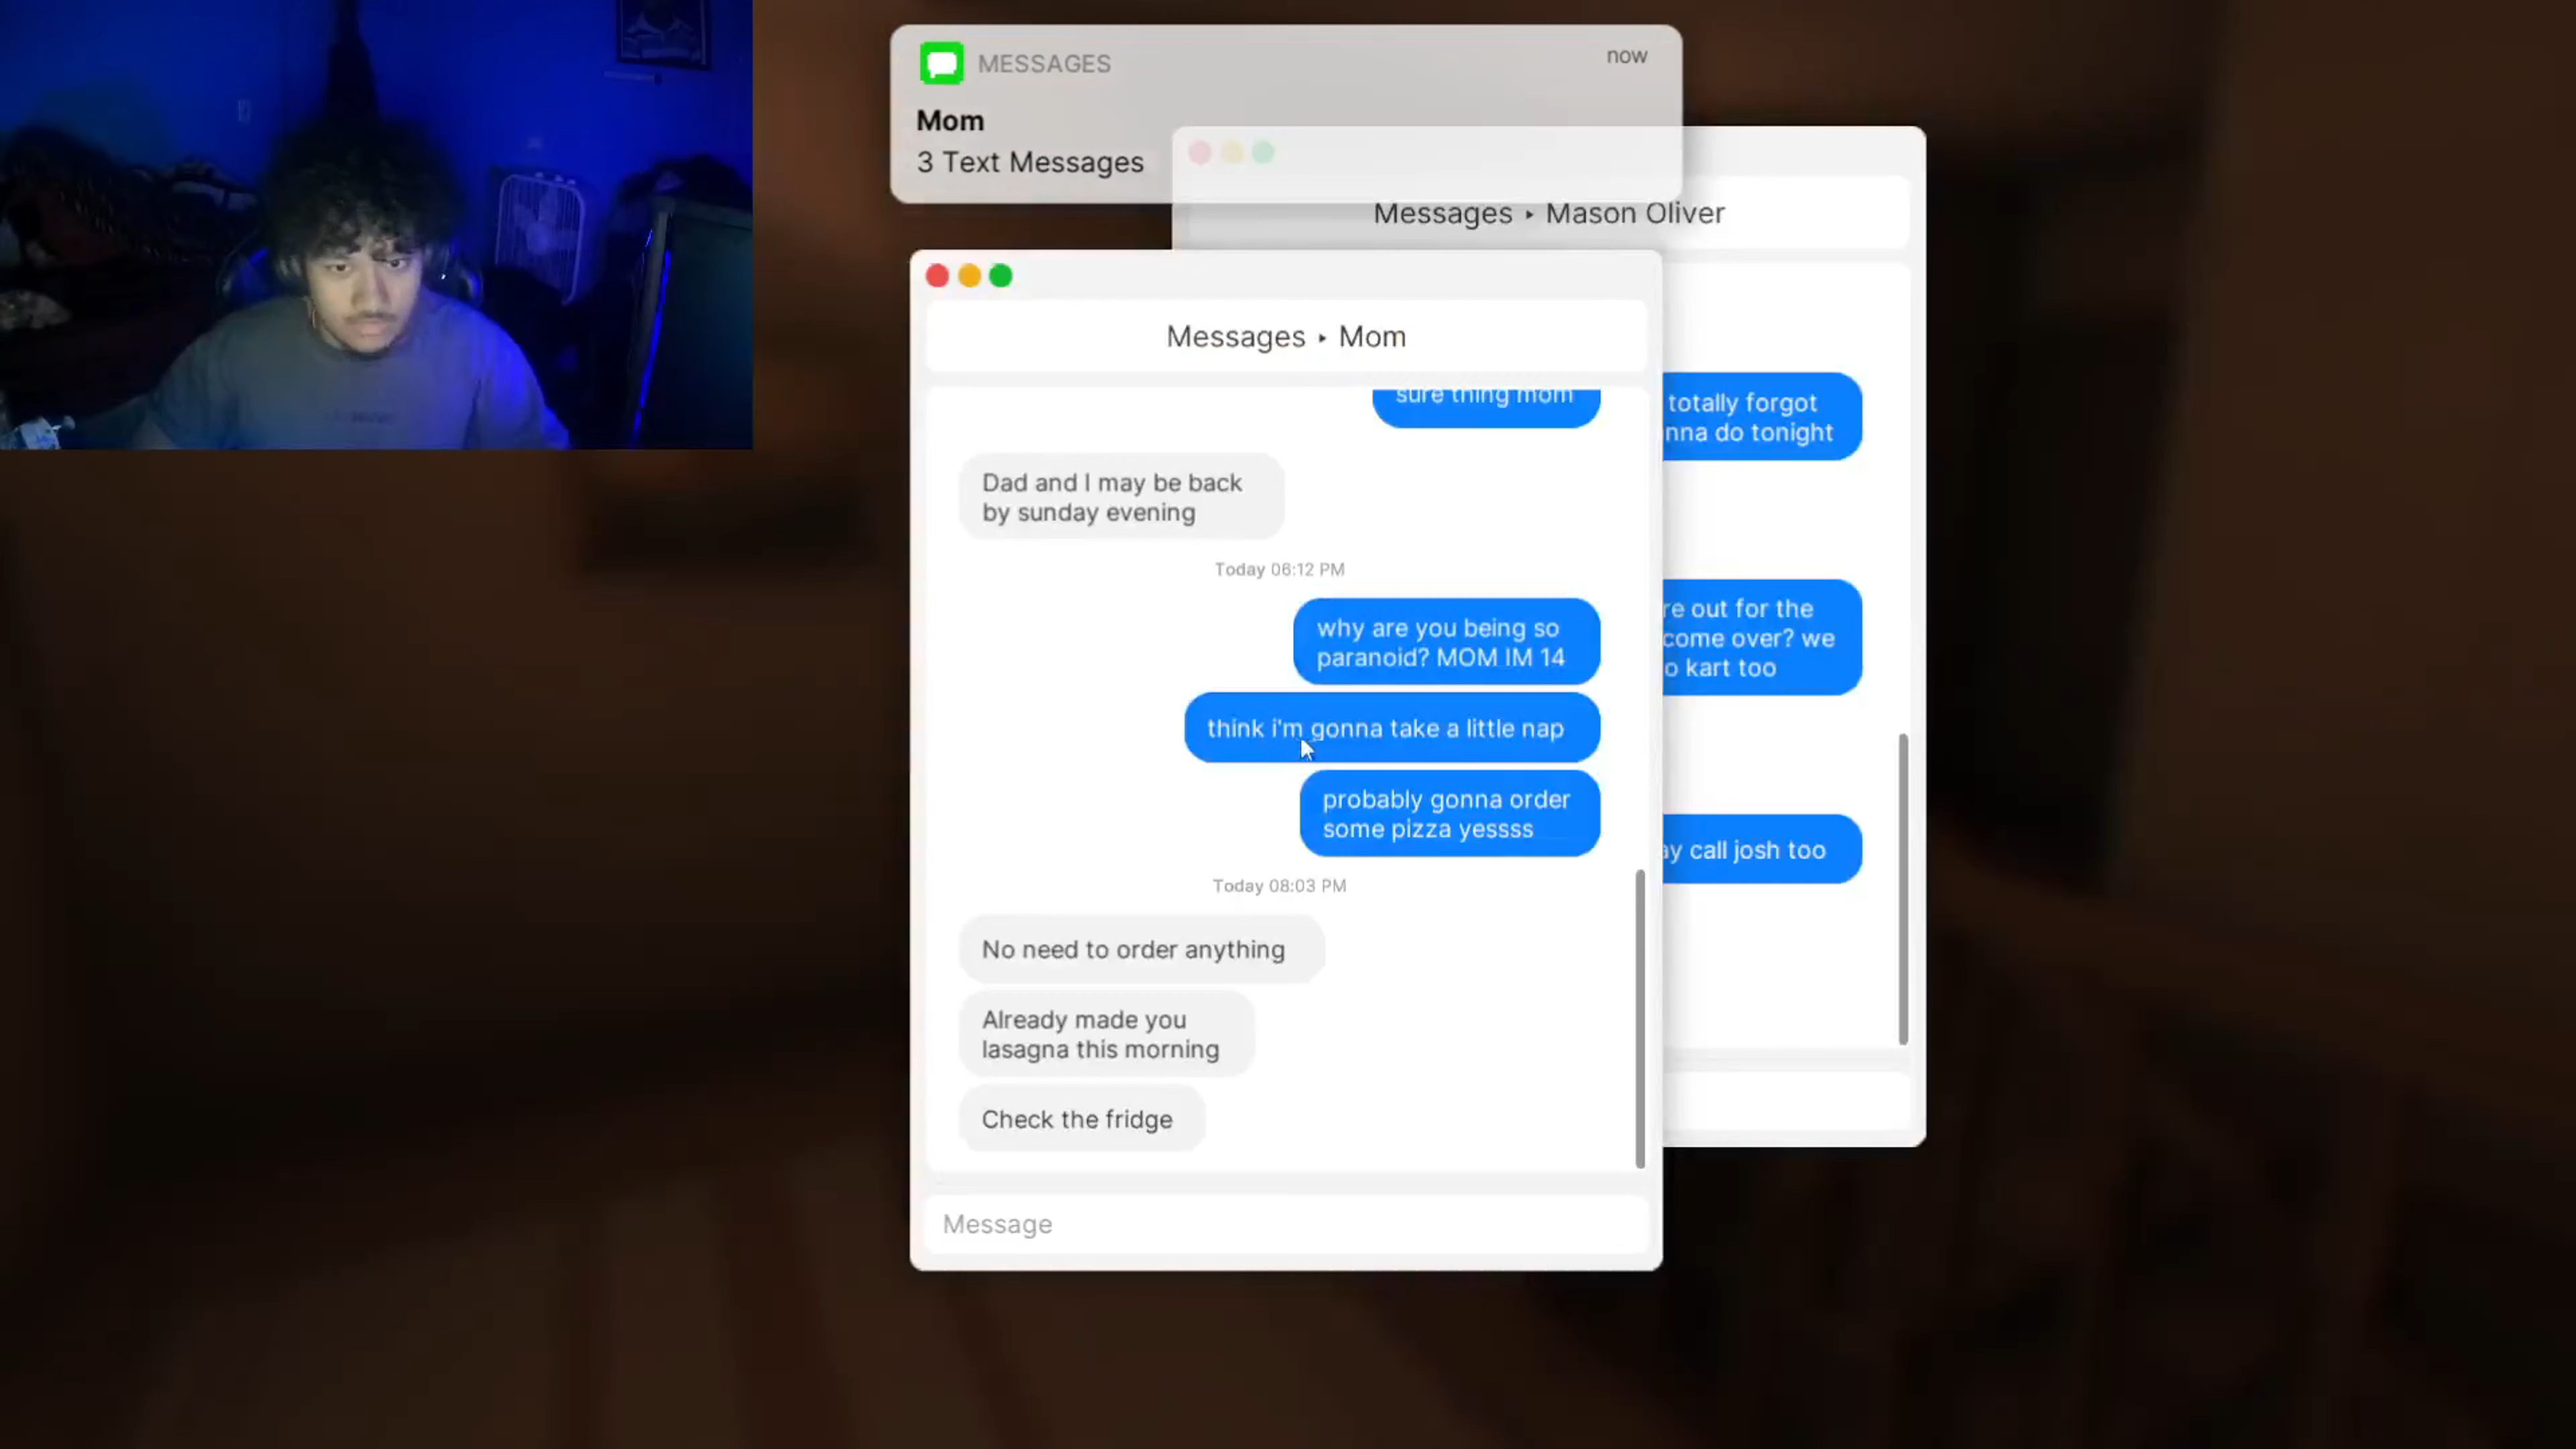 MESSAGES
now
Mom
3 Text Messages
Messages ▸ Mason Oliver
totally forgot
nna do tonight
re out for the
come over? we
o kart too
ay call josh too
Messages ▸ Mom
sure thing mom
Dad and I may be back
by sunday evening
Today 06:12 PM
why are you being so
paranoid? MOM IM 14
think i'm gonna take a little nap
probably gonna order
some pizza yessss
Today 08:03 PM
No need to order anything
Already made you
lasagna this morning
Check the fridge
Message